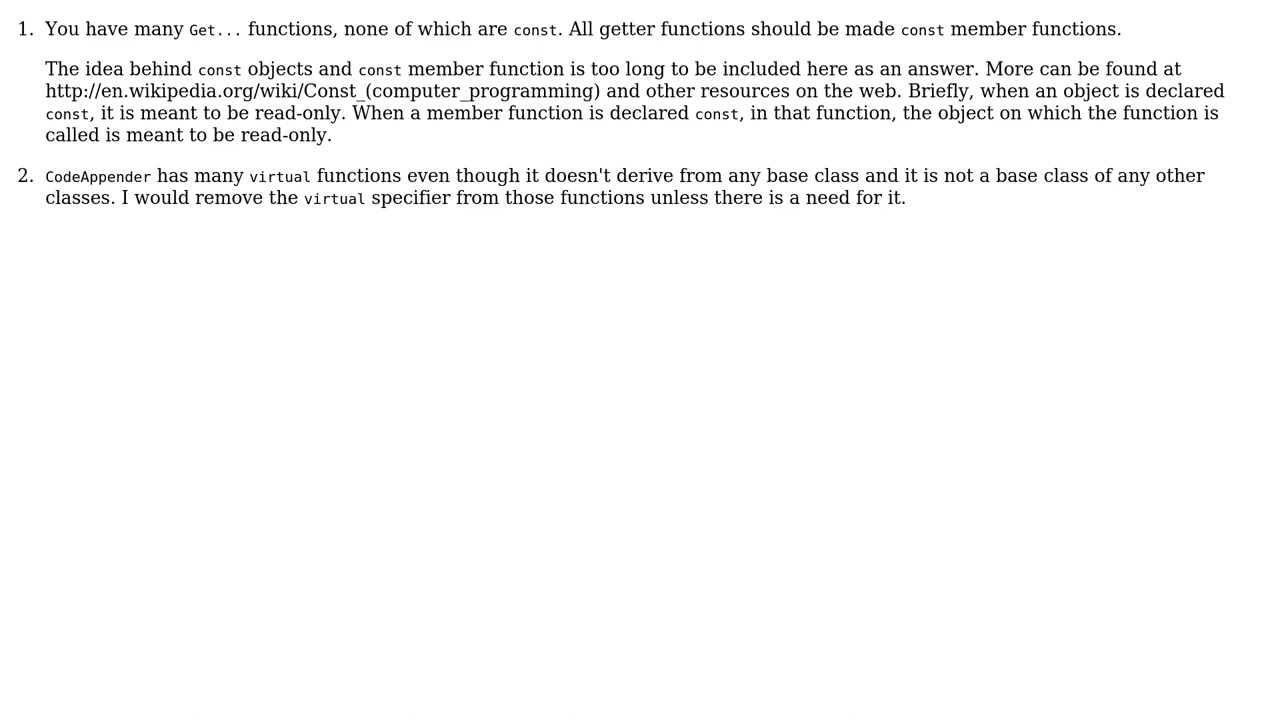 1. You have many Get... functions, none of which are const. All getter functions should be made const member functions.
The idea behind const objects and const member function is too long to be included here as an answer. More can be found at
http://en.wikipedia.org/wiki/Const_(computer_programming) and other resources on the web. Briefly, when an object is declared
const, it is meant to be read-only. When a member function is declared const, in that function, the object on which the function is
called is meant to be read-only.
2. CodeAppender has many virtual functions even though it doesn't derive from any base class and it is not a base class of any other
classes. I would remove the virtual specifier from those functions unless there is a need for it.